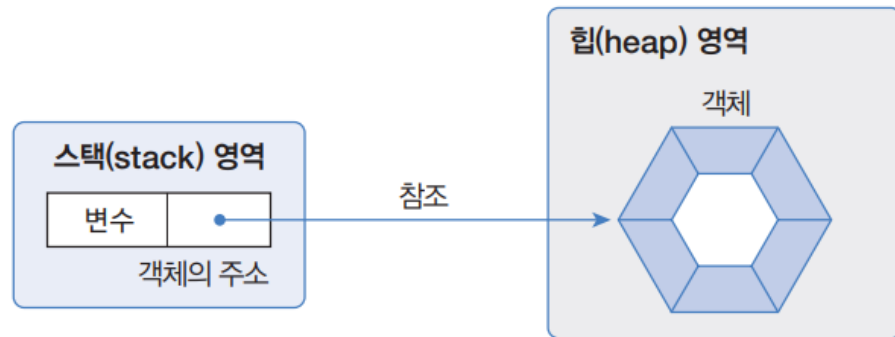 힙(heap) 영역
객체
스택(stack) 영역
변수
참조
객체의 주소